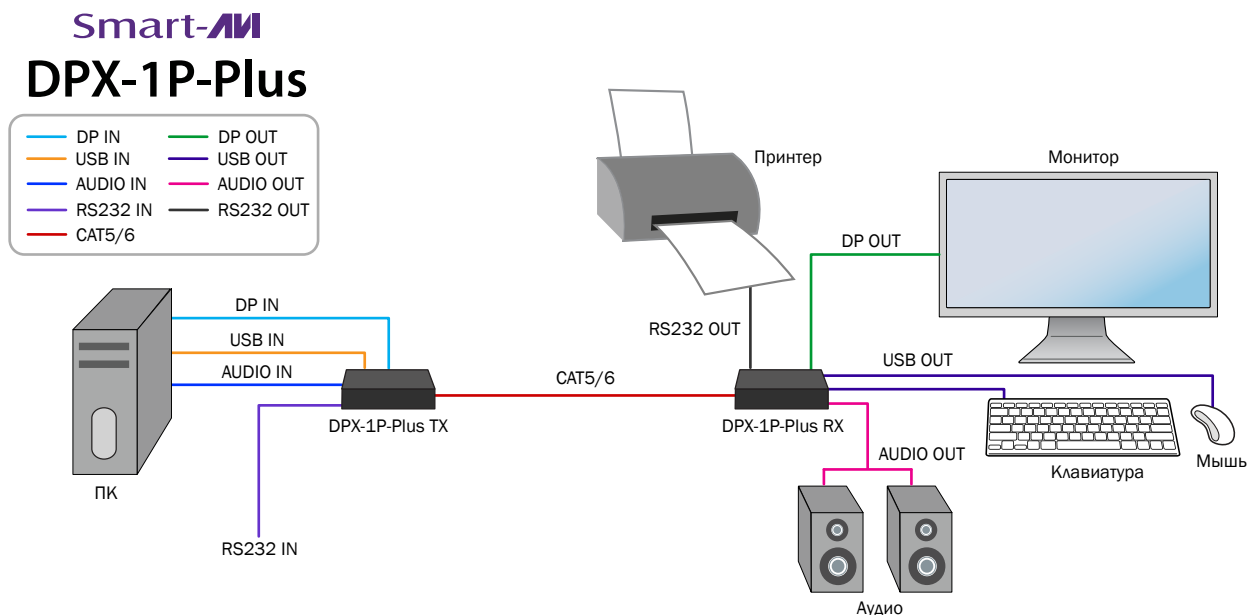 Smart-AVI
DPX-1P-Plus
DP IN
DP OUT
USB IN
USB OUT
AUDIO IN
AUDIO OUT
RS232 IN
RS232 OUT
CAT5/6
Принтер
Монитор
DP OUT
DP IN
RS232 OUT
USB IN
USB OUT
AUDIO IN
CAT5/6
DPX-1P-Plus TX
DPX-1P-Plus RX
AUDIO OUT
Клавиатура
Мышь
ПК
RS232 IN
Аудио